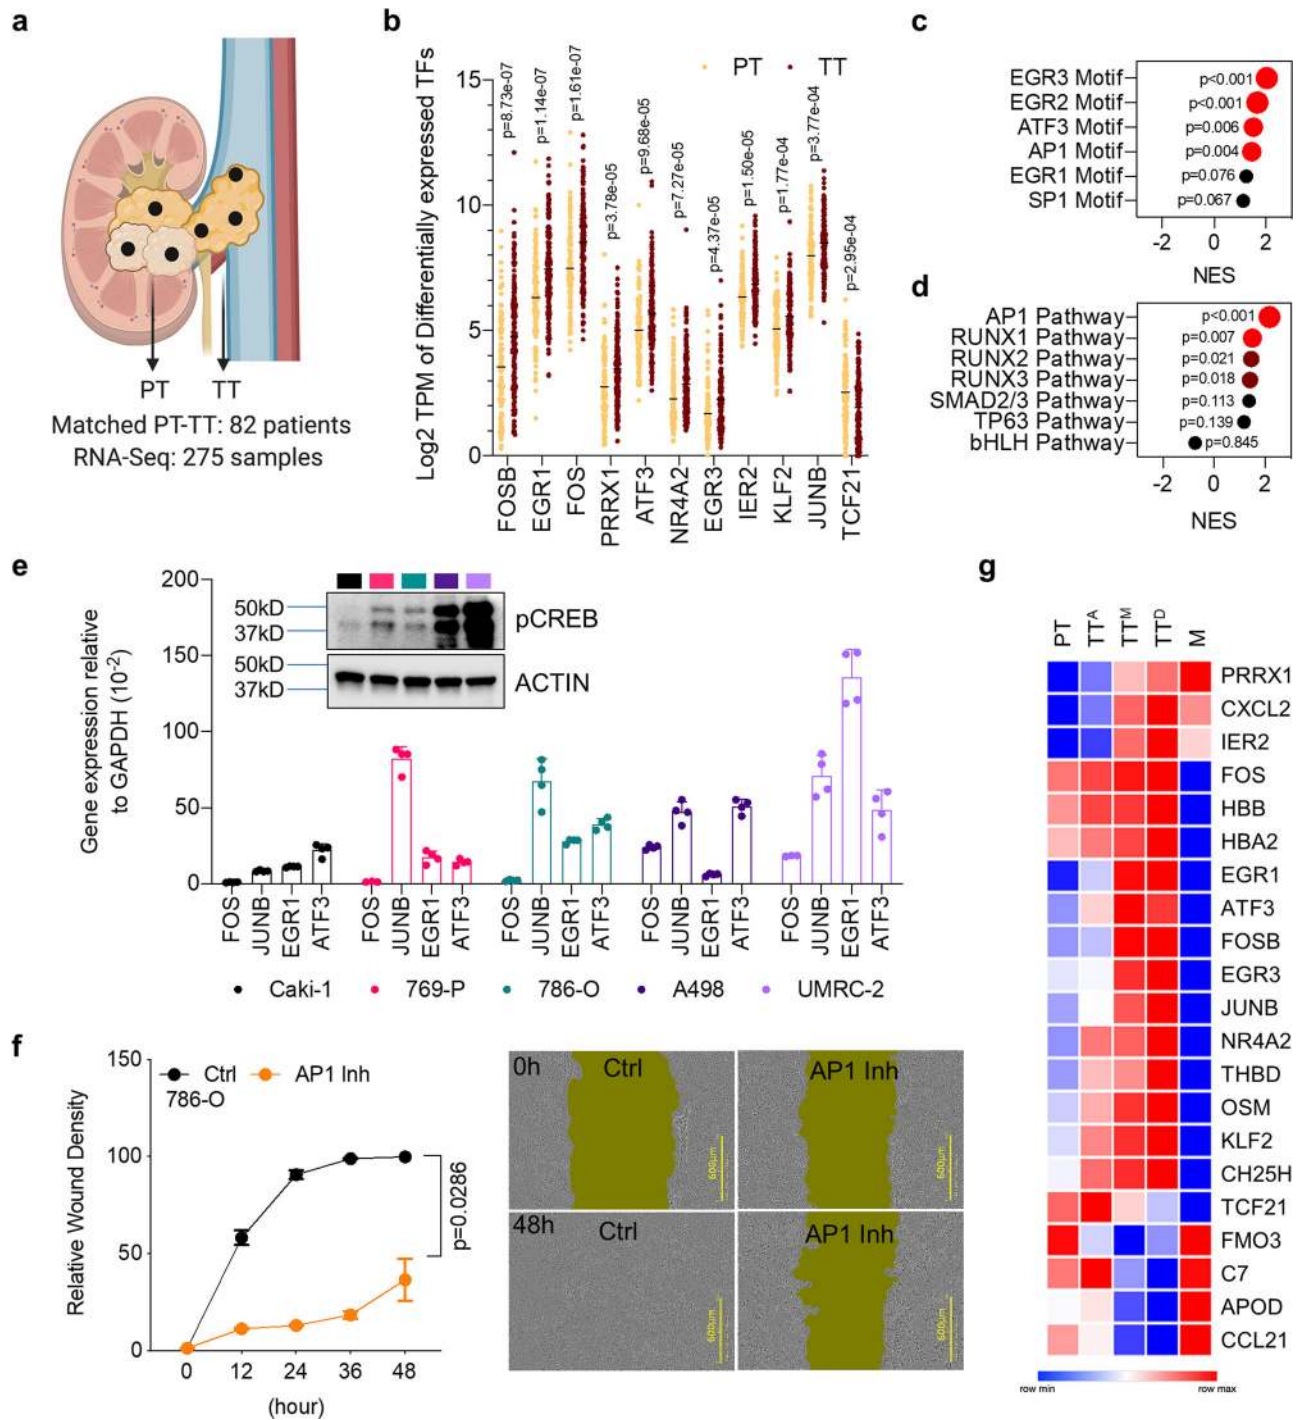 a
PT
TT
Matched PT-TT: 82 patients
RNA-Seq: 275 samples
b
Log2 TPM of Differentially expressed TFs
PT
TT
15
10
5
0
p=8.73e-07
p=1.14e-07
p=1.61e-07
p=3.78e-05
p=9.68e-05
p=7.27e-05
p=4.37e-05
p=1.50e-05
p=1.77e-04
p=3.77e-04
p=2.95e-04
FOSB
EGR1
FOS
PRRX1
ATF3
NR4A2
EGR3
IER2
KLF2
JUNB
TCF21
c
EGR3 Motif p<0.001
EGR2 Motif p<0.001
ATF3 Motif p=0.006
AP1 Motif p=0.004
EGR1 Motif p=0.076
SP1 Motif p=0.067
-2 0 2
NES
d
AP1 Pathway p<0.001
RUNX1 Pathway p=0.007
RUNX2 Pathway p=0.021
RUNX3 Pathway p=0.018
SMAD2/3 Pathway p=0.113
TP63 Pathway p=0.139
bHLH Pathway p=0.845
-2 0 2
NES
e
Gene expression relative
to GAPDH (10⁻²)
200
150
100
50
0
50kD
37kD
pCREB
50kD
37kD
ACTIN
FOS JUNB EGR1 ATF3
FOS JUNB EGR1 ATF3
FOS JUNB EGR1 ATF3
FOS JUNB EGR1 ATF3
FOS JUNB EGR1 ATF3
Caki-1 769-P 786-O A498 UMRC-2
f
Relative Wound Density
150
100
50
0
Ctrl AP1 Inh
786-O
p=0.0286
0 12 24 36 48
(hour)
0h Ctrl
600µm
AP1 Inh
600µm
48h Ctrl
600µm
AP1 Inh
600µm
g
PT TTᴬ TTᴹ TTᴰ M
PRRX1
CXCL2
IER2
FOS
HBB
HBA2
EGR1
ATF3
FOSB
EGR3
JUNB
NR4A2
THBD
OSM
KLF2
CH25H
TCF21
FMO3
C7
APOD
CCL21
row min row max